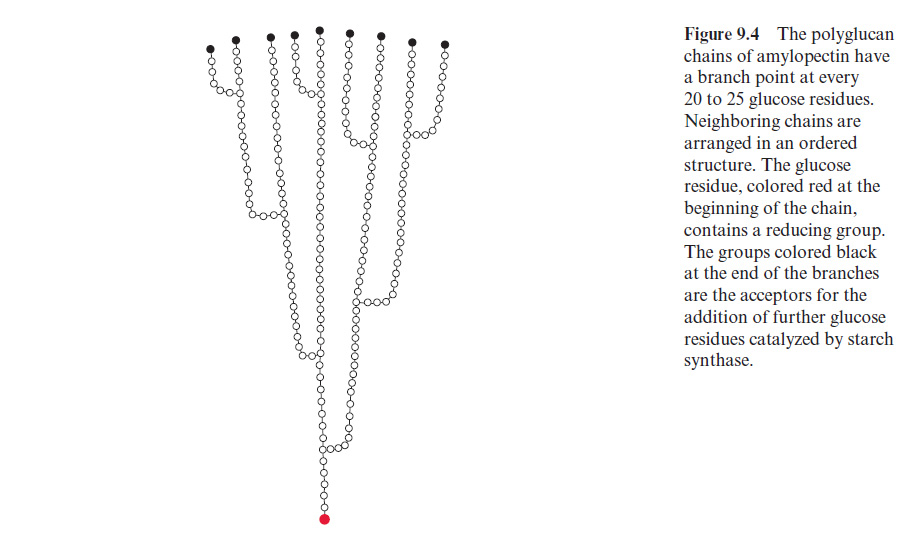 Figure 9.4 The polyglucan
chains of amylopectin have
a branch point at every
20 to 25 glucose residues.
Neighboring chains are
arranged in an ordered
structure. The glucose
residue, colored red at the
beginning of the chain,
contains a reducing group.
The groups colored black
at the end of the branches
are the acceptors for the
addition of further glucose
residues catalyzed by starch
synthase.